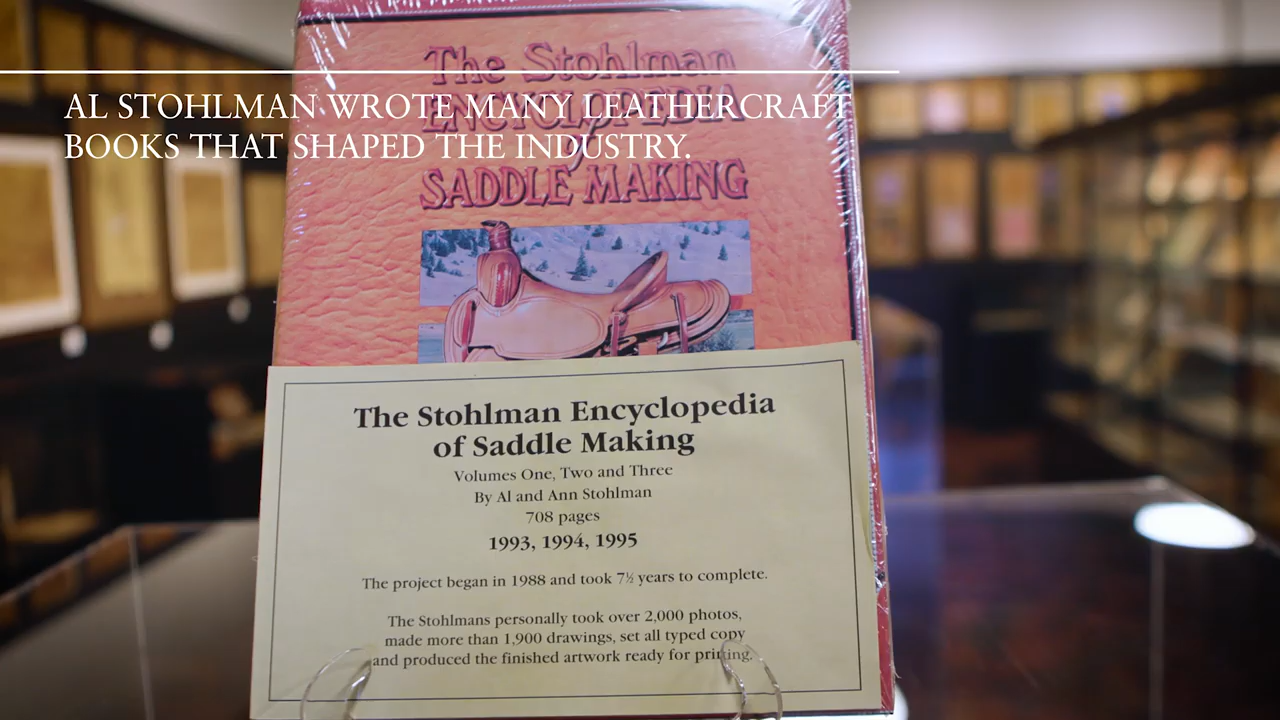 AL STOHLMAN WROTE MANY LEATHERCRAFT
BOOKS THAT SHAPED THE INDUSTRY.
The Stohlman
ENCYCLOPEDIA
of
SADDLE MAKING
The Stohlman Encyclopedia
of Saddle Making
Volumes One, Two and Three
By Al and Ann Stohlman
708 pages
1993, 1994, 1995
The project began in 1988 and took 7½ years to complete.
The Stohlmans personally took over 2,000 photos,
made more than 1,900 drawings, set all typed copy
and produced the finished artwork ready for printing.